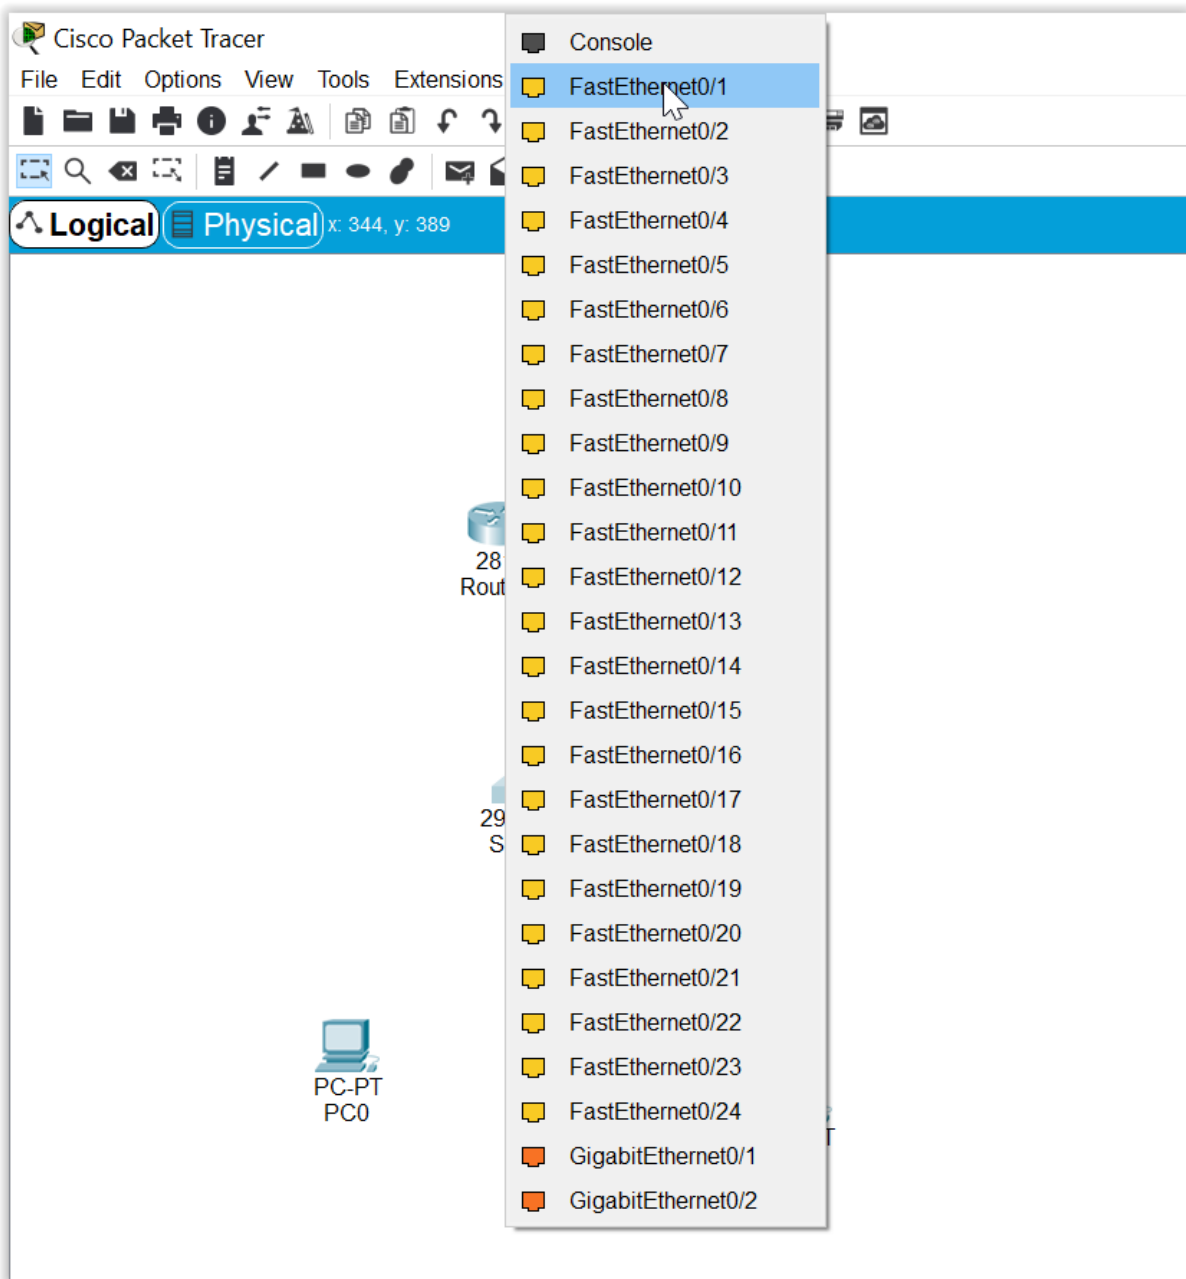 Cisco Packet Tracer
File Edit Options View Tools Extensions
Logical Physical x: 344, y: 389
Console
FastEthernet0/1
FastEthernet0/2
FastEthernet0/3
FastEthernet0/4
FastEthernet0/5
FastEthernet0/6
FastEthernet0/7
FastEthernet0/8
FastEthernet0/9
FastEthernet0/10
FastEthernet0/11
FastEthernet0/12
FastEthernet0/13
FastEthernet0/14
FastEthernet0/15
FastEthernet0/16
FastEthernet0/17
FastEthernet0/18
FastEthernet0/19
FastEthernet0/20
FastEthernet0/21
FastEthernet0/22
FastEthernet0/23
FastEthernet0/24
GigabitEthernet0/1
GigabitEthernet0/2
28
Rout
29
S
PC-PT
PC0
T